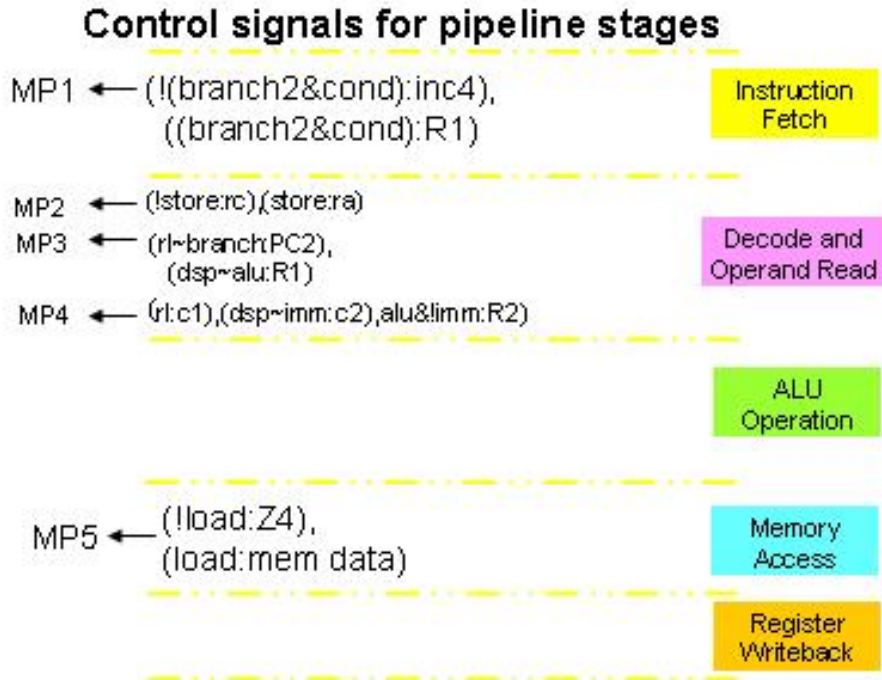 Control signals for pipeline stages
MP1 (!(branch2&cond):inc4),
((branch2&cond):R1)
Instruction
Fetch
MP2 (!store:rc),(store:ra)
MP3 (rl~branch:PC2),
(dsp~alu:R1)
Decode and
Operand Read
MP4 (rl:c1),(dsp~imm:c2),alu&!imm:R2)
ALU
Operation
MP5 (!load:Z4),
(load:mem data)
Memory
Access
Register
Writeback